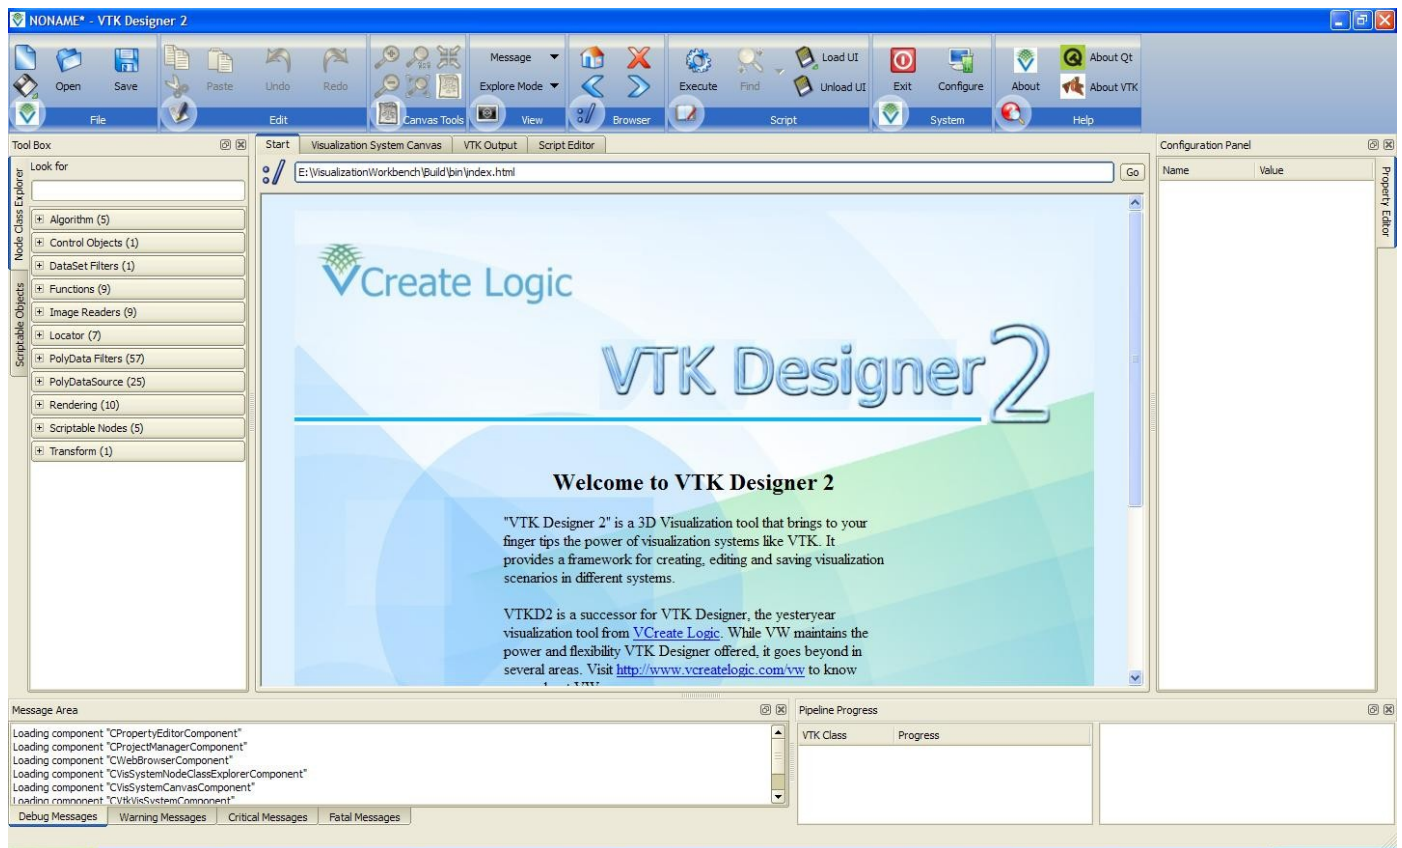 NONAME* - VTK Designer 2
Open Save Paste Undo Redo Message Explore Mode Execute Find Load UI Unload UI Exit Configure About About Qt About VTK
File Edit Canvas Tools View Browser Script System Help
Tool Box
Start Visualization System Canvas VTK Output Script Editor
Configuration Panel
Look for
E:\VisualizationWorkbench\Build\bin\index.html Go
Name Value
Node Class Explorer
Scriptable Objects
Property Editor
Algorithm (5)
Control Objects (1)
DataSet Filters (1)
Functions (9)
Image Readers (9)
Locator (7)
PolyData Filters (57)
PolyDataSource (25)
Rendering (10)
Scriptable Nodes (5)
Transform (1)
VCreate Logic
VTK Designer 2
Welcome to VTK Designer 2
"VTK Designer 2" is a 3D Visualization tool that brings to your
finger tips the power of visualization systems like VTK. It
provides a framework for creating, editing and saving visualization
scenarios in different systems.
VTKD2 is a successor for VTK Designer, the yesteryear
visualization tool from VCreate Logic. While VW maintains the
power and flexibility VTK Designer offered, it goes beyond in
several areas. Visit http://www.vcreatelogic.com/vw to know
Message Area
Loading component "CPropertyEditorComponent"
Loading component "CProjectManagerComponent"
Loading component "CWebBrowserComponent"
Loading component "CVisSystemNodeClassExplorerComponent"
Loading component "CVisSystemCanvasComponent"
Loading component "CVtkVisSystemComponent"
Debug Messages Warning Messages Critical Messages Fatal Messages
Pipeline Progress
VTK Class Progress